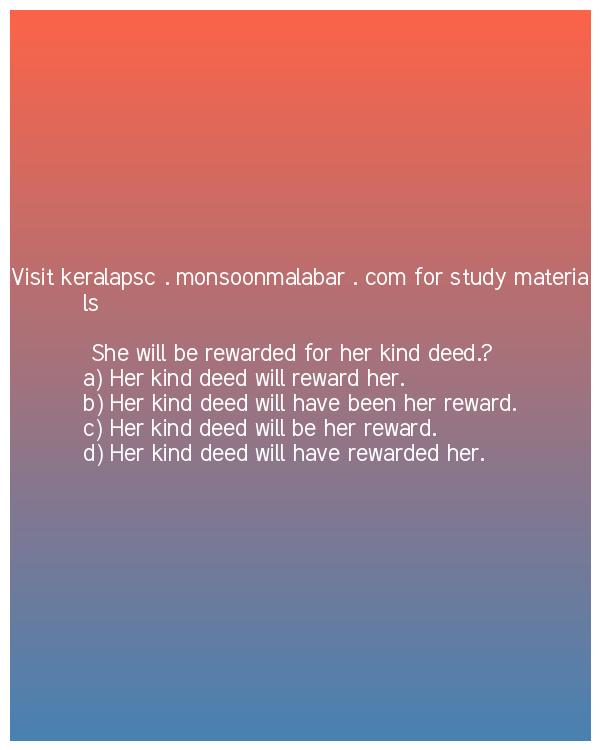 Visit keralapsc . monsoonmalabar . com for study materia
ls
She will be rewarded for her kind deed.?
a) Her kind deed will reward her.
b) Her kind deed will have been her reward.
c) Her kind deed will be her reward.
d) Her kind deed will have rewarded her.